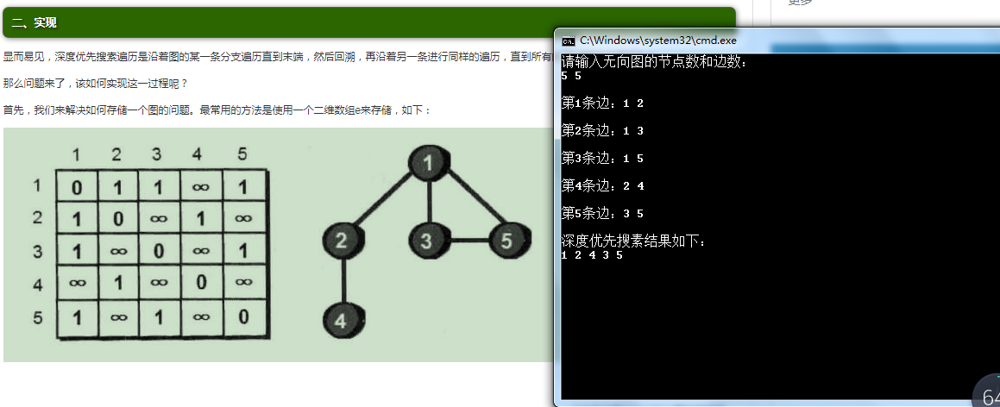 更多
二、实现
显而易见，深度优先搜素遍历是沿着图的某一条分支遍历直到末端，然后回溯，再沿着另一条进行同样的遍历，直到所有
那么问题来了，该如何实现这一过程呢？
首先，我们来解决如何存储一个图的问题。最常用的方法是使用一个二维数组e来存储，如下：
1 2 3 4 5
1 0 1 1 ∞ 1
2 1 0 ∞ 1 ∞
3 1 ∞ 0 ∞ 1
4 ∞ 1 ∞ 0 ∞
5 1 ∞ 1 ∞ 0
1
2 3 5
4
C:\Windows\system32\cmd.exe
请输入无向图的节点数和边数：
5 5
第1条边：1 2
第2条边：1 3
第3条边：1 5
第4条边：2 4
第5条边：3 5
深度优先搜素结果如下：
1 2 4 3 5
64